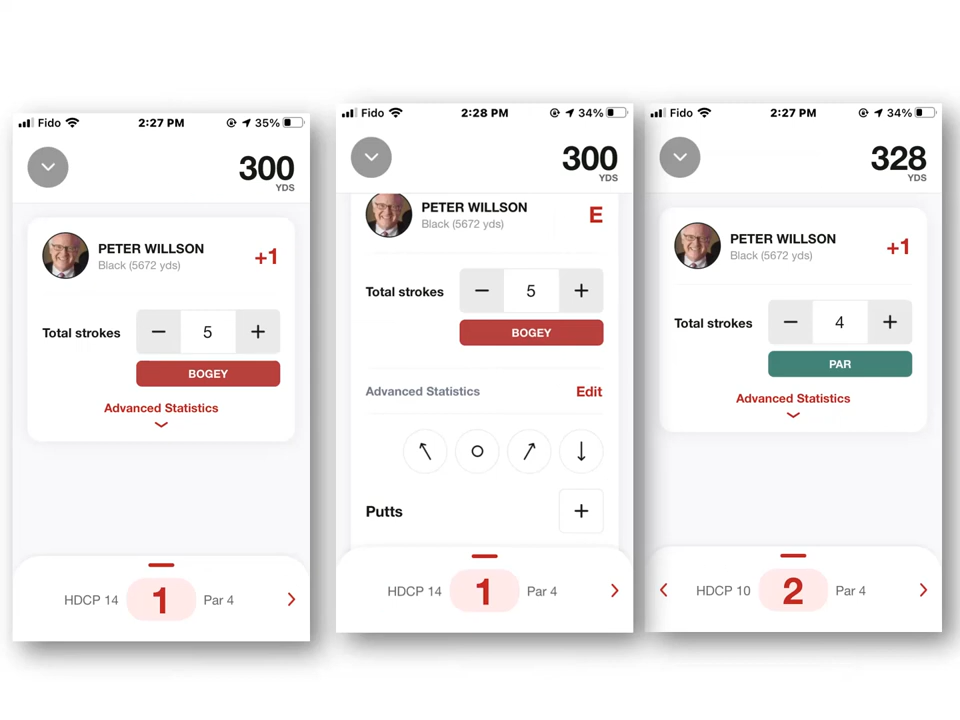 Fido 2:27 PM 35%
300
YDS
PETER WILLSON
Black (5672 yds)
+1
Total strokes − 5 +
BOGEY
Advanced Statistics
HDCP 14 1 Par 4
Fido 2:28 PM 34%
300
YDS
PETER WILLSON
Black (5672 yds)
E
Total strokes − 5 +
BOGEY
Advanced Statistics Edit
Putts +
HDCP 14 1 Par 4
Fido 2:27 PM 34%
328
YDS
PETER WILLSON
Black (5672 yds)
+1
Total strokes − 4 +
PAR
Advanced Statistics
HDCP 10 2 Par 4